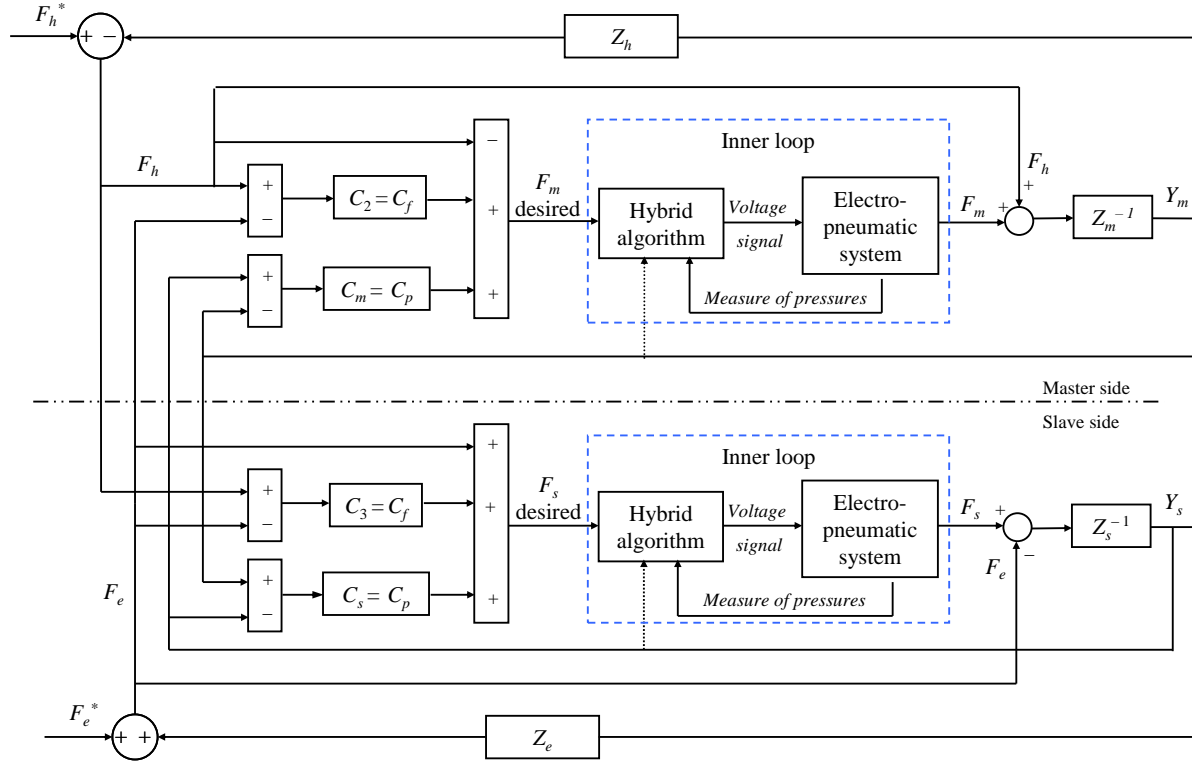 F_h*
+ −
Z_h
Inner loop
−
F_h
F_h
+
−
C_2 = C_f
+
F_m
desired
Hybrid
algorithm
Voltage
signal
Electro-
pneumatic
system
F_m
+
+
Z_m^{-1}
Y_m
+
−
C_m = C_p
+
Measure of pressures
Master side
Slave side
+
Inner loop
+
−
C_3 = C_f
+
F_s
desired
Hybrid
algorithm
Voltage
signal
Electro-
pneumatic
system
F_s
+
−
F_e
Z_s^{-1}
Y_s
F_e
+
−
C_s = C_p
+
Measure of pressures
F_e*
+ +
Z_e